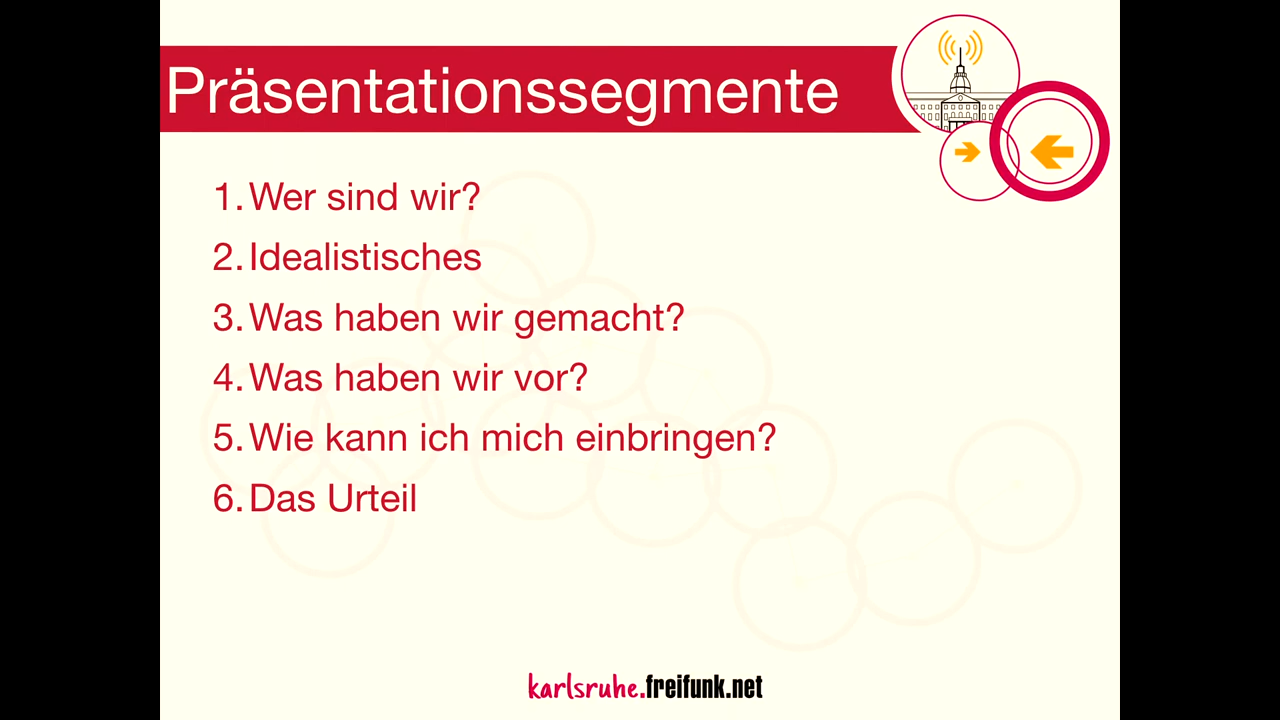 Präsentationssegmente
1. Wer sind wir?
2. Idealistisches
3. Was haben wir gemacht?
4. Was haben wir vor?
5. Wie kann ich mich einbringen?
6. Das Urteil
karlsruhe.freifunk.net